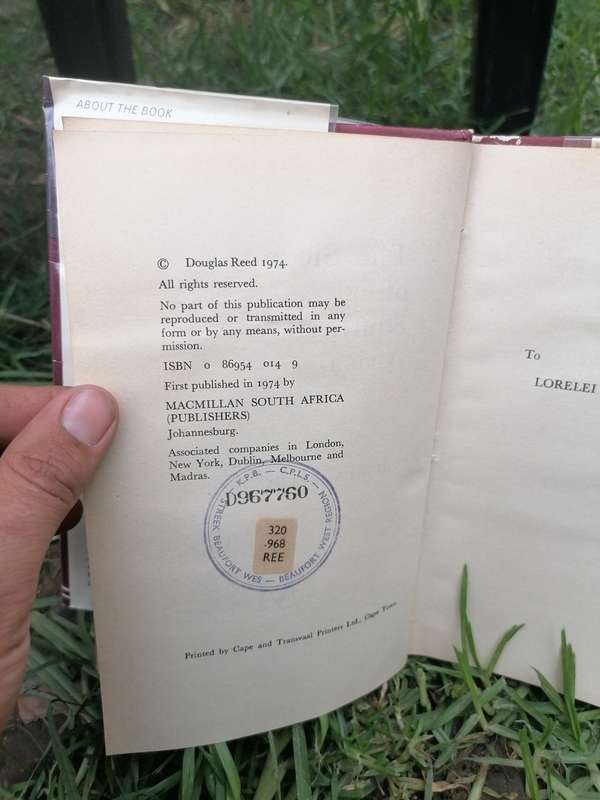 ABOUT THE BOOK
© Douglas Reed 1974.
All rights reserved.
No part of this publication may be
reproduced or transmitted in any
form or by any means, without per-
mission.
ISBN 0 86954 014 9
First published in 1974 by
MACMILLAN SOUTH AFRICA
(PUBLISHERS)
Johannesburg.
Associated companies in London,
New York, Dublin, Melbourne and
Madras.
K.P.B. — C.P.L.S.
STREEK BEAUFORT WES — BEAUFORT WEST REGION
D967760
320
.968
REE
Printed by Cape and Transvaal Printers Ltd., Cape Town
To
LORELEI